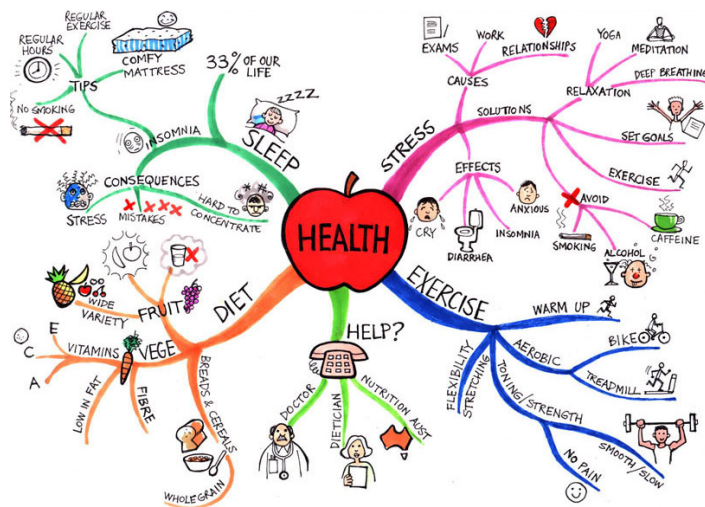 HEALTH
SLEEP
33% OF OUR
LIFE
ZZZZ
INSOMNIA
TIPS
REGULAR
EXERCISE
REGULAR
HOURS
COMFY
MATTRESS
NO SMOKING
CONSEQUENCES
STRESS
MISTAKES
HARD TO
CONCENTRATE
STRESS
CAUSES
EXAMS
WORK
RELATIONSHIPS
SOLUTIONS
RELAXATION
YOGA
MEDITATION
DEEP BREATHING
SET GOALS
EXERCISE
AVOID
SMOKING
ALCOHOL
CAFFEINE
EFFECTS
CRY
DIARRHEA
INSOMNIA
ANXIOUS
DIET
FRUIT
WIDE
VARIETY
VEGE
VITAMINS
E
C
A
LOW IN FAT
FIBRE
BREADS & CEREALS
WHOLEGRAIN
HELP?
DOCTOR
DIETICIAN
NUTRITION AUST
EXERCISE
WARM UP
AEROBIC
BIKE
TREADMILL
TONING/STRENGTH
SMOOTH/SLOW
NO PAIN
FLEXIBILITY
STRETCHING